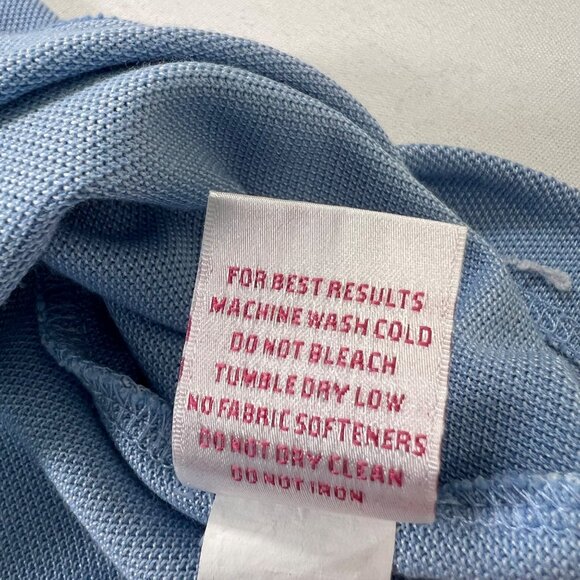 FOR BEST RESULTS
MACHINE WASH COLD
DO NOT BLEACH
TUMBLE DRY LOW
NO FABRIC SOFTENERS
DO NOT DRY CLEAN
DO NOT IRON